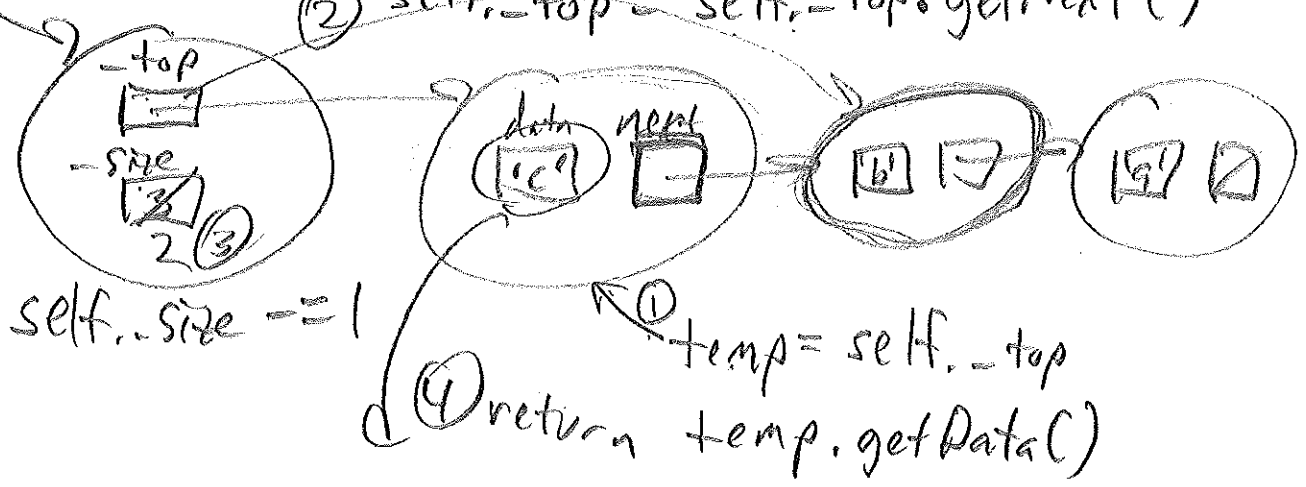 ② self._top = self._top.getNext()
_top
data next
'c'
'b'
'a'
_size
3
2 ③
self._size -= 1
① temp = self._top
④ return temp.getData()